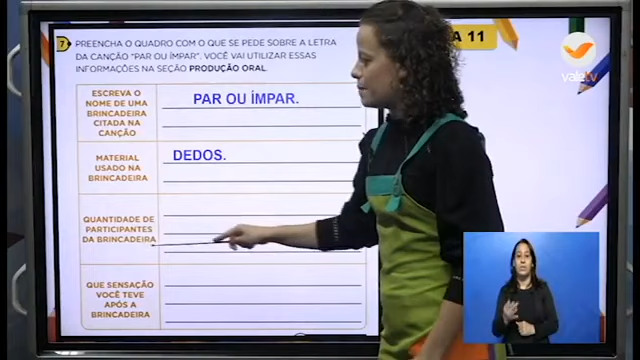 7 PREENCHA O QUADRO COM O QUE SE PEDE SOBRE A LETRA
DA CANÇÃO "PAR OU ÍMPAR". VOCÊ VAI UTILIZAR ESSAS
INFORMAÇÕES NA SEÇÃO PRODUÇÃO ORAL.
A 11
vale tv
ESCREVA O
NOME DE UMA
BRINCADEIRA
CITADA NA
CANÇÃO
PAR OU ÍMPAR.
MATERIAL
USADO NA
BRINCADEIRA
DEDOS.
QUANTIDADE DE
PARTICIPANTES
DA BRINCADEIRA
QUE SENSAÇÃO
VOCÊ TEVE
APÓS A
BRINCADEIRA